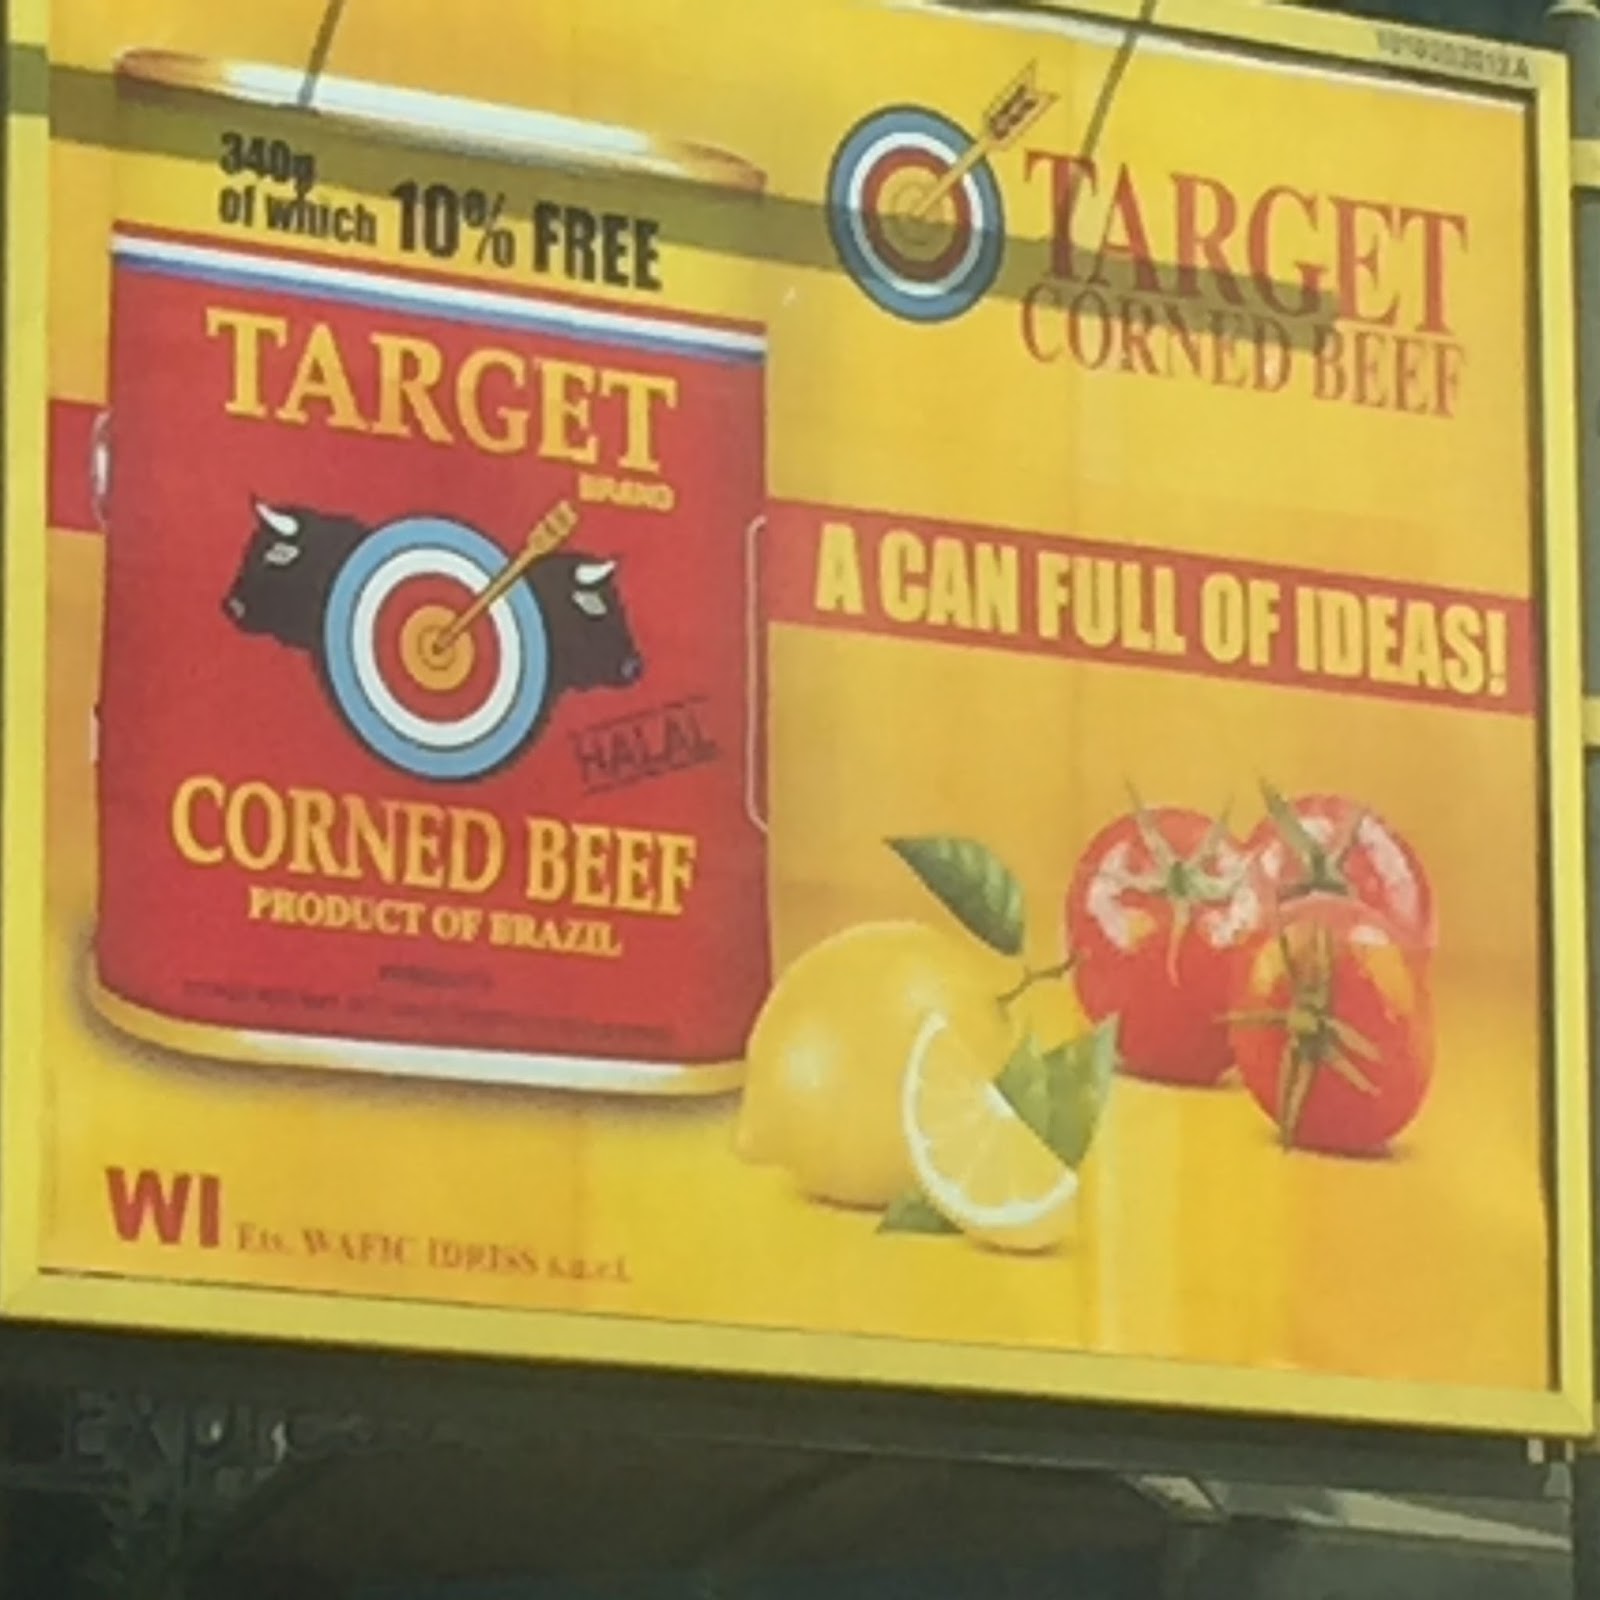 340g
of which 10% FREE
TARGET
BRAND
HALAL
CORNED BEEF
PRODUCT OF BRAZIL
TARGET
CORNED BEEF
A CAN FULL OF IDEAS!
WI Ets. WAFIC IDRISS s.a.r.l.